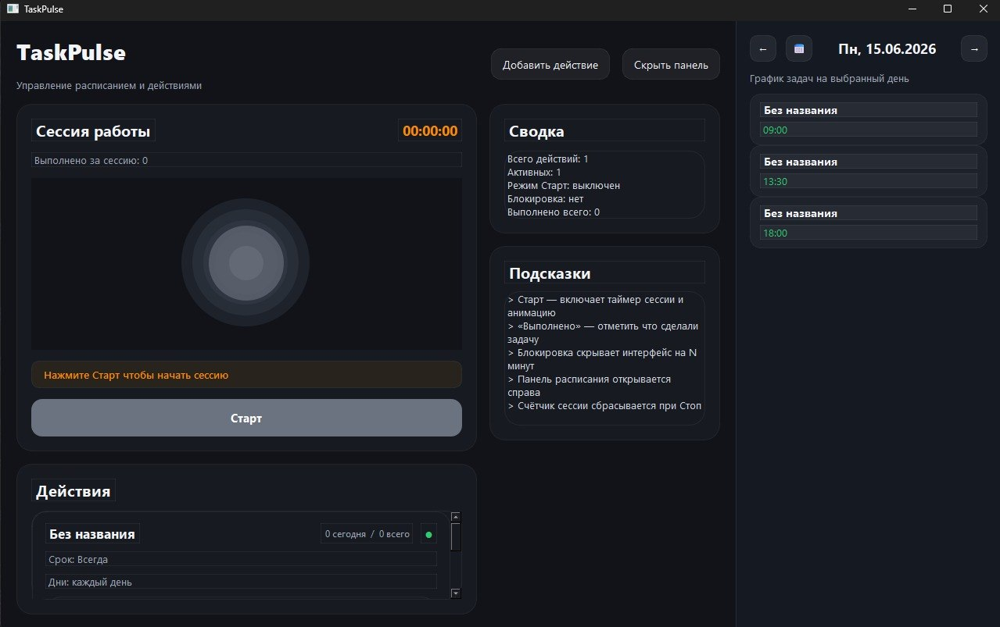 TaskPulse
TaskPulse
Управление расписанием и действиями
Добавить действие
Скрыть панель
Сессия работы
00:00:00
Выполнено за сессию: 0
Нажмите Старт чтобы начать сессию
Старт
Действия
Без названия
0 сегодня / 0 всего
Срок: Всегда
Дни: каждый день
Сводка
Всего действий: 1
Активных: 1
Режим Старт: выключен
Блокировка: нет
Выполнено всего: 0
Подсказки
> Старт — включает таймер сессии и
анимацию
> «Выполнено» — отметить что сделали
задачу
> Блокировка скрывает интерфейс на N
минут
> Панель расписания открывается
справа
> Счётчик сессии сбрасывается при Стоп
← Пн, 15.06.2026 →
График задач на выбранный день
Без названия
09:00
Без названия
13:30
Без названия
18:00